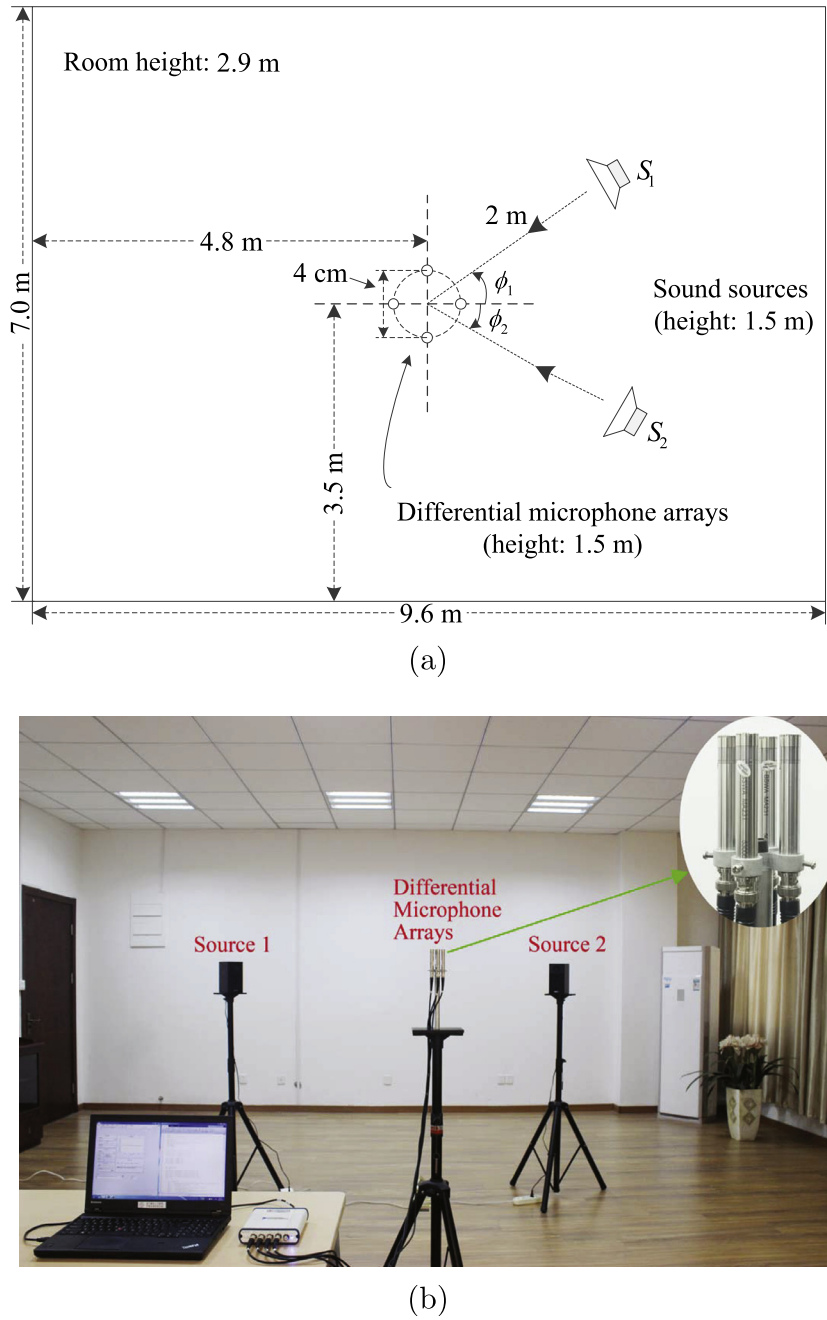 Room height: 2.9 m
S1
2 m
4.8 m
4 cm
ϕ1
7.0 m
Sound sources
(height: 1.5 m)
ϕ2
S2
3.5 m
Differential microphone arrays
(height: 1.5 m)
9.6 m
(a)
Differential
Microphone
Arrays
Source 1
Source 2
(b)